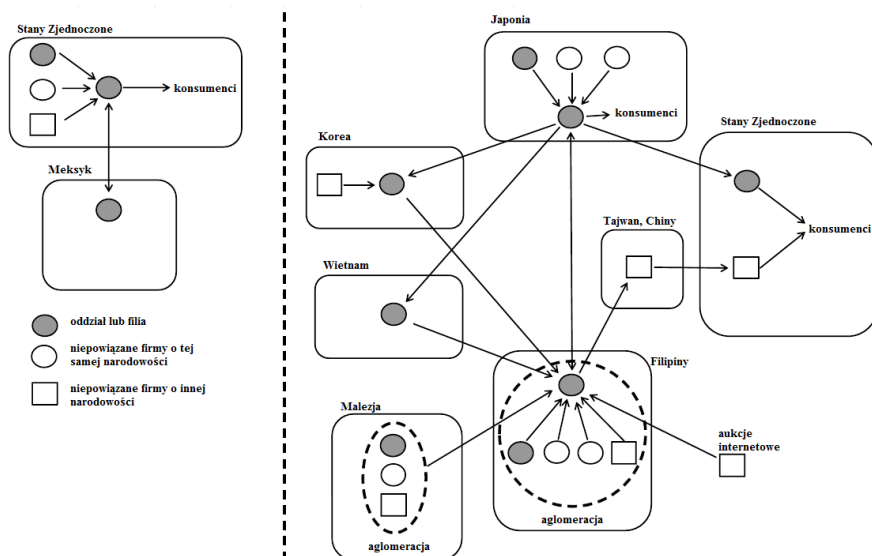 Stany Zjednoczone
konsumenci
Meksyk
oddział lub filia
niepowiązane firmy o tej
samej narodowości
niepowiązane firmy o innej
narodowości
Japonia
konsumenci
Korea
Stany Zjednoczone
konsumenci
Tajwan, Chiny
Wietnam
Filipiny
aglomeracja
Malezja
aglomeracja
aukcje
internetowe